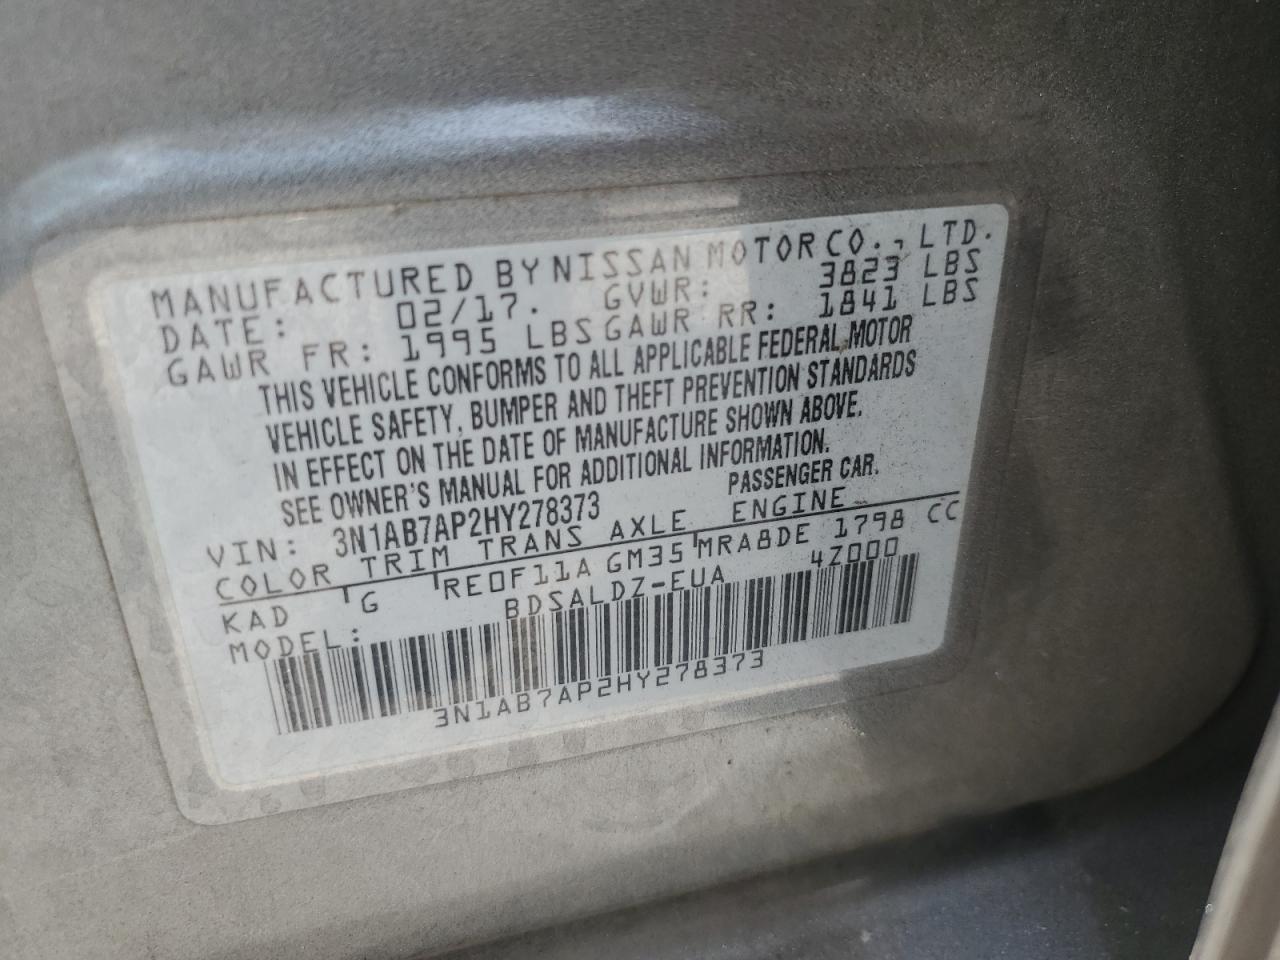 MANUFACTURED BY NISSAN MOTOR CO., LTD.
DATE: 02/17. GVWR: 3823 LBS
GAWR FR: 1995 LBS GAWR RR: 1841 LBS
THIS VEHICLE CONFORMS TO ALL APPLICABLE FEDERAL MOTOR
VEHICLE SAFETY, BUMPER AND THEFT PREVENTION STANDARDS
IN EFFECT ON THE DATE OF MANUFACTURE SHOWN ABOVE.
SEE OWNER'S MANUAL FOR ADDITIONAL INFORMATION.
VIN: 3N1AB7AP2HY278373 PASSENGER CAR.
COLOR TRIM TRANS AXLE ENGINE
KAD G RE0F11A GM35 MRA8DE 1798 CC
MODEL: BDSALDZ-EUA 4Z000
3N1AB7AP2HY278373